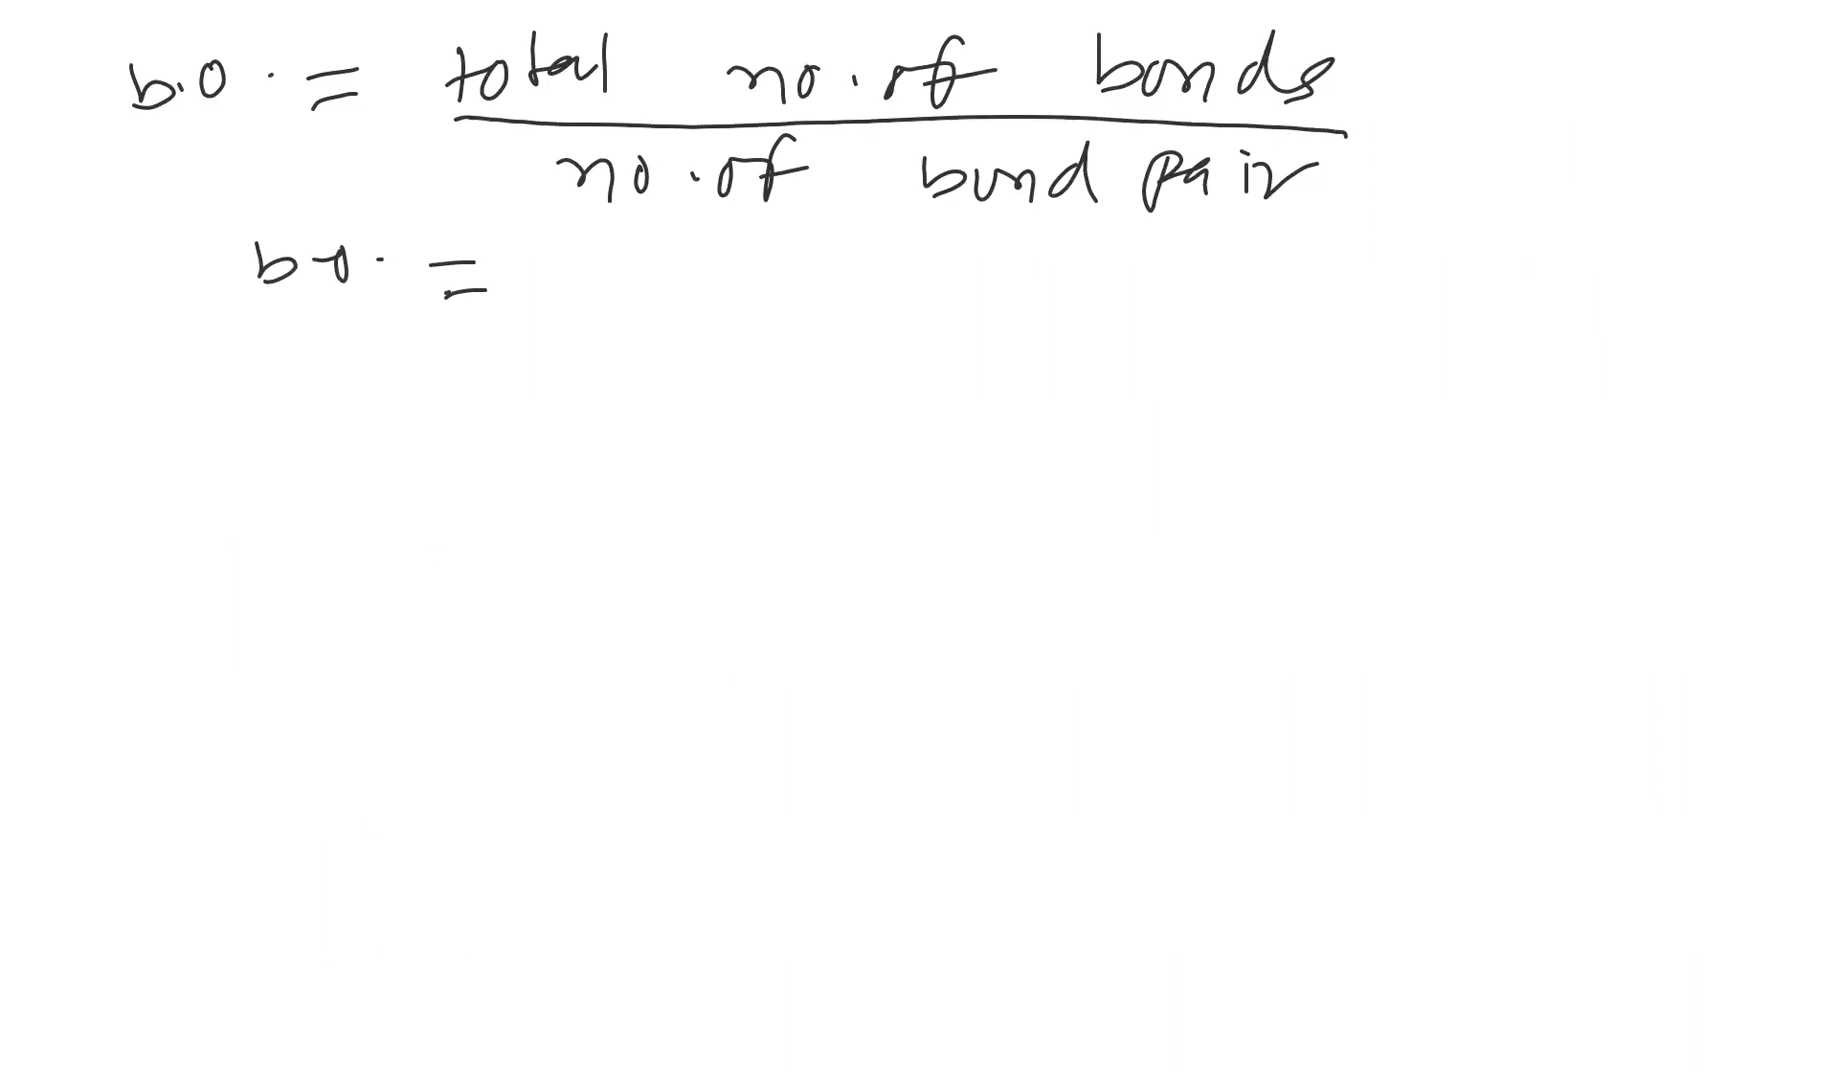 b.o. = total no. of bonds
no. of bond pair
b.o. =